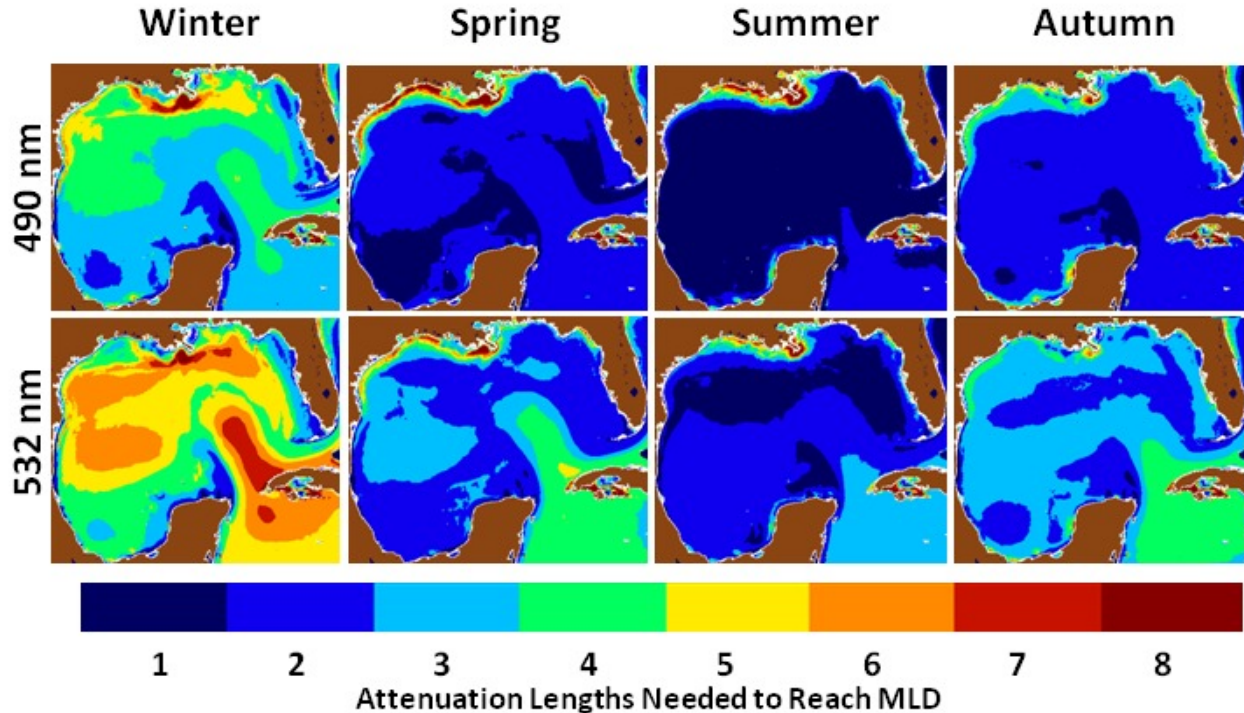 Winter Spring Summer Autumn
490 nm
532 nm
1 2 3 4 5 6 7 8
Attenuation Lengths Needed to Reach MLD